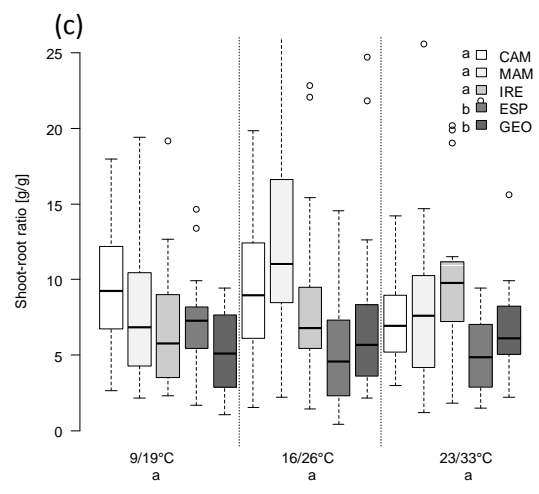 (c)
Shoot-root ratio [g/g]
25
20
15
10
5
0
a CAM
a MAM
a IRE
b ESP
b GEO
9/19°C 16/26°C 23/33°C
a a a